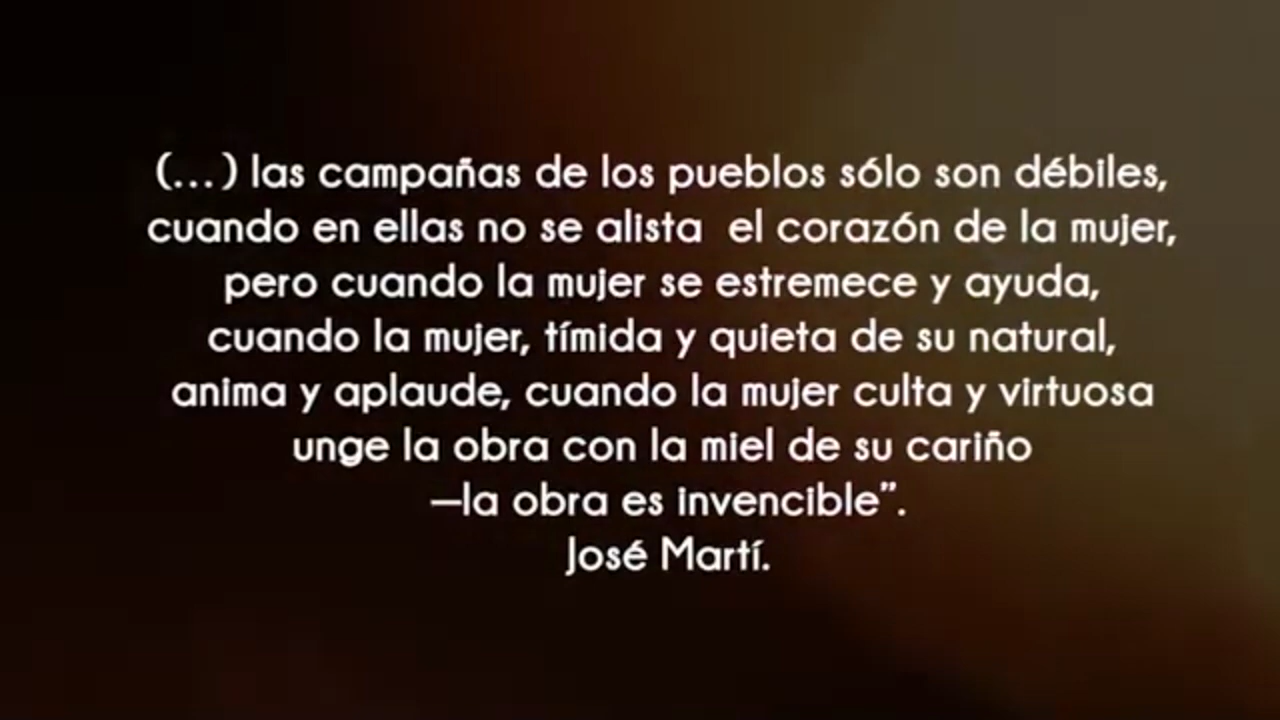 (...) las campañas de los pueblos sólo son débiles,
cuando en ellas no se alista  el corazón de la mujer,
pero cuando la mujer se estremece y ayuda,
cuando la mujer, tímida y quieta de su natural,
anima y aplaude, cuando la mujer culta y virtuosa
unge la obra con la miel de su cariño
—la obra es invencible”.
José Martí.